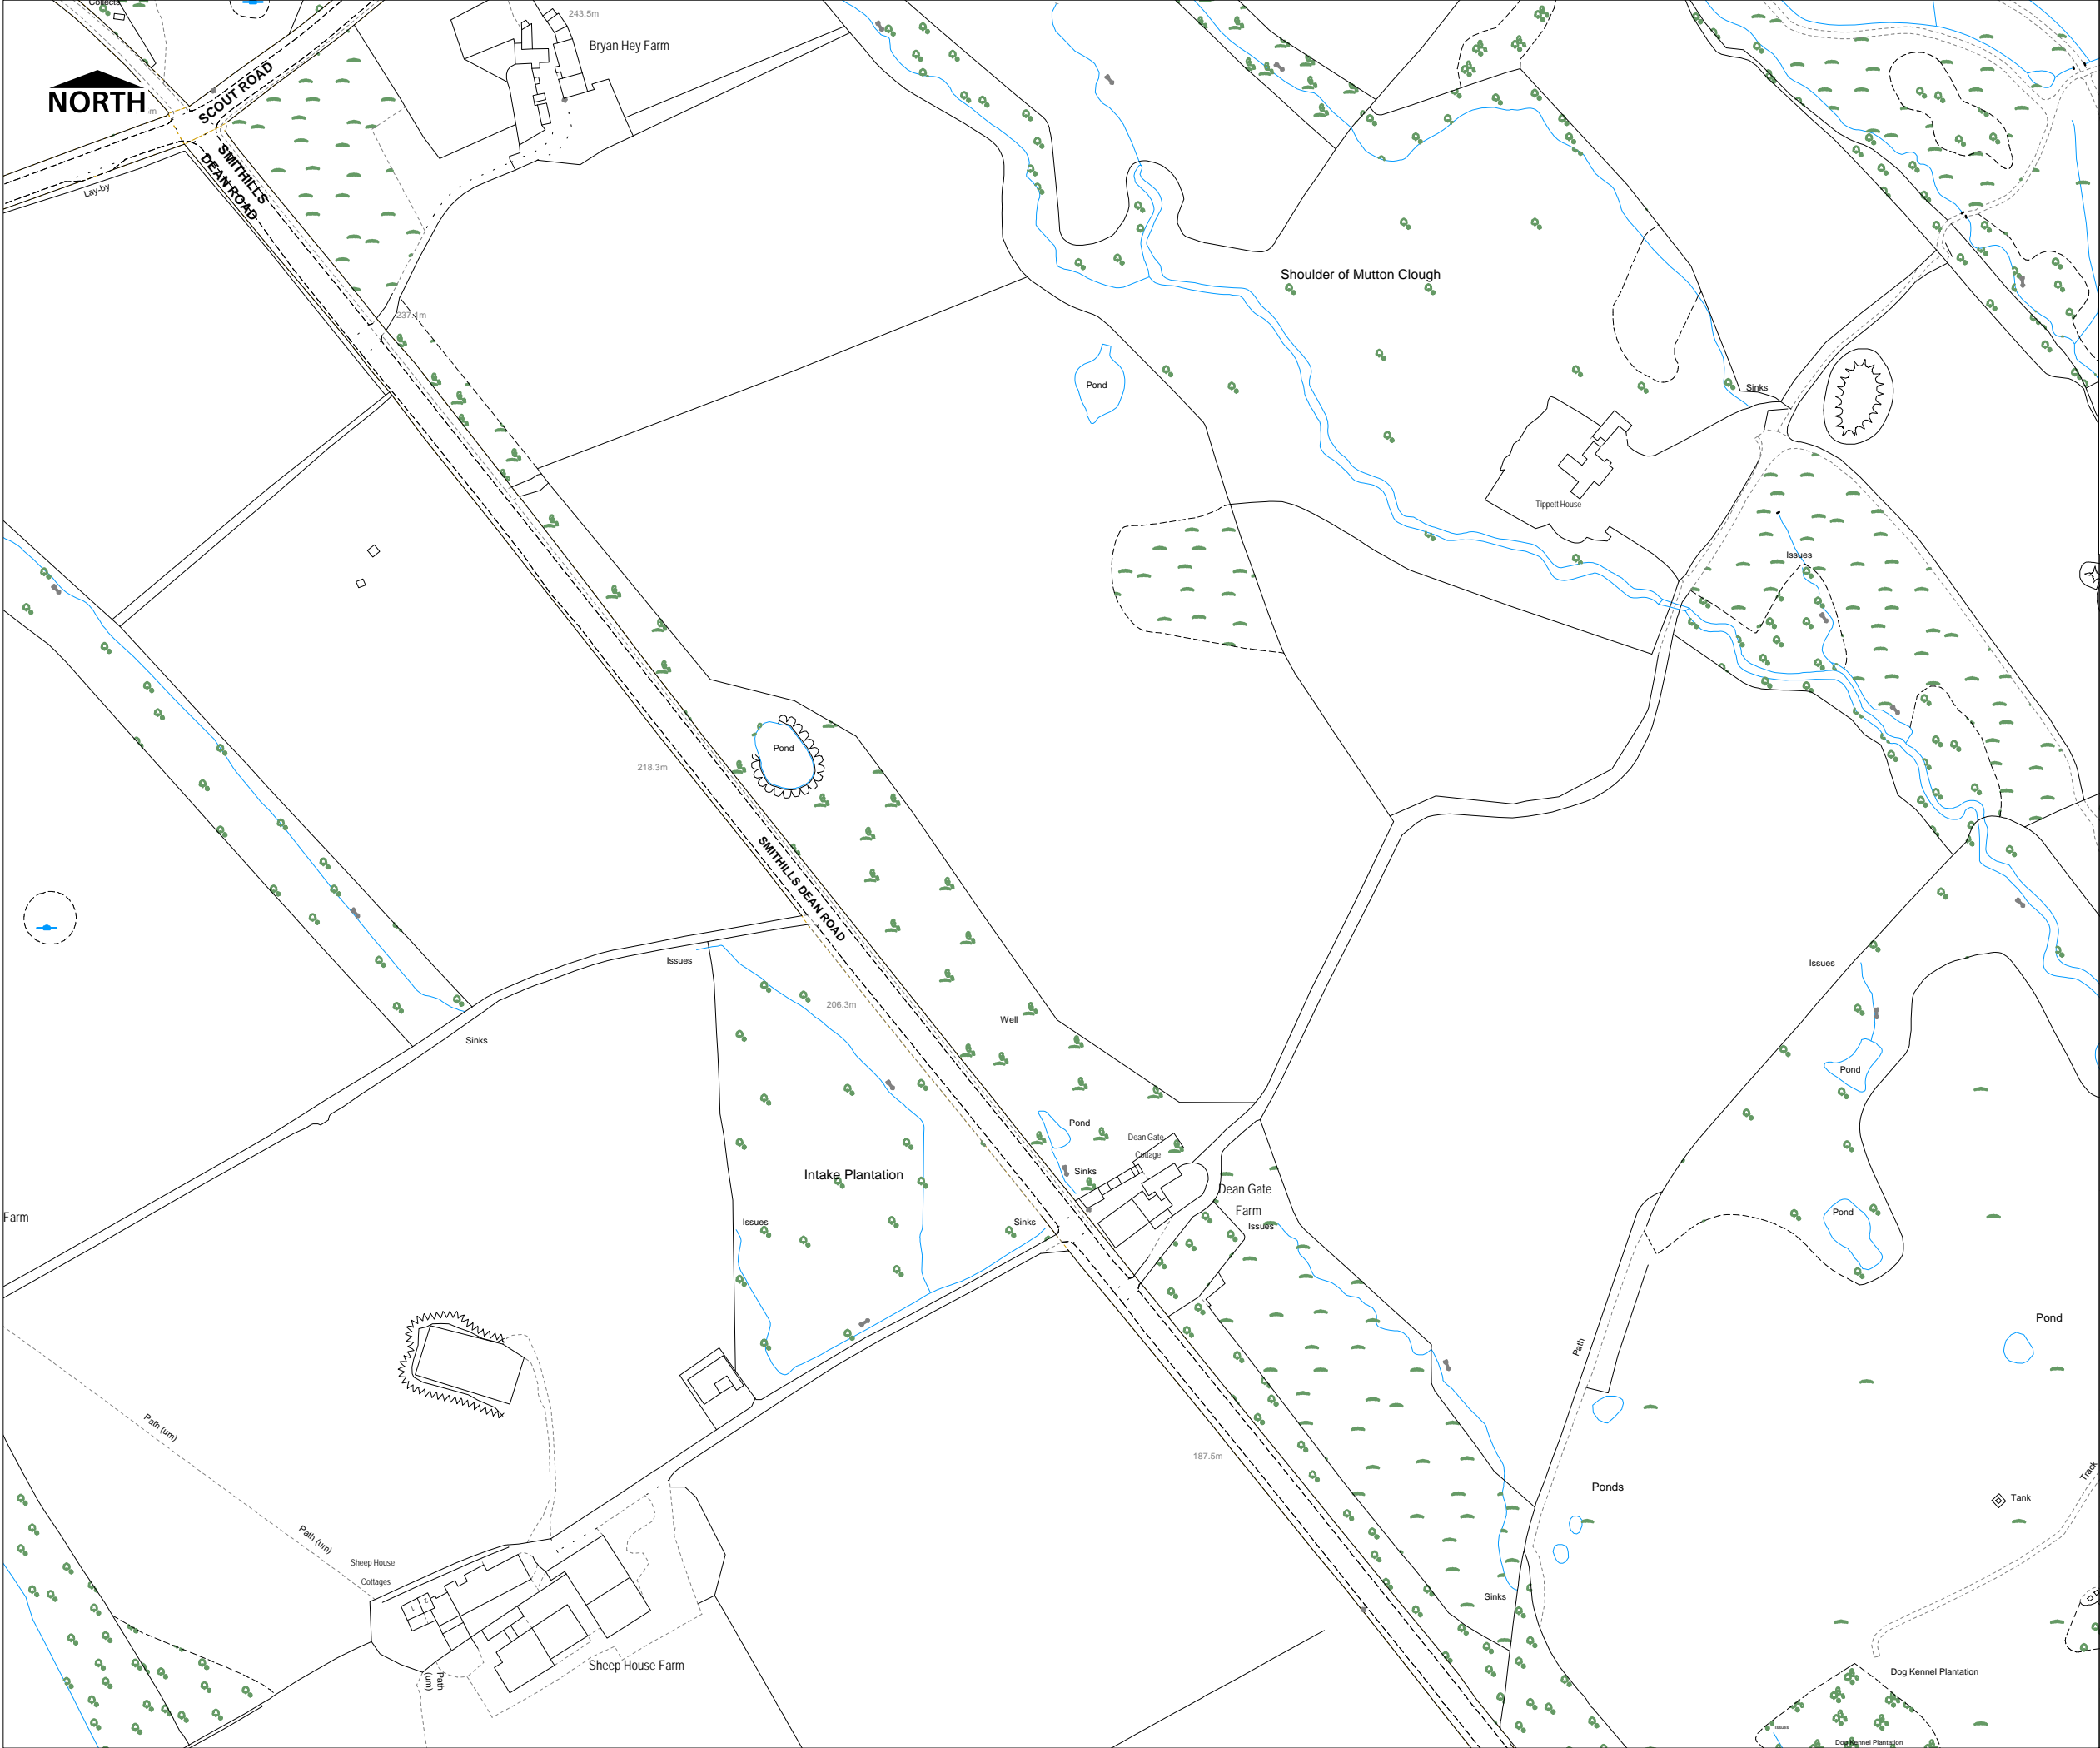 Collects
243.5m
Bryan Hey Farm
NORTH
SCOUT ROAD
SMITHILLS
DEAN ROAD
Lay-by
Shoulder of Mutton Clough
237.1m
Pond
Sinks
Tippett House
Issues
Pond
218.3m
SMITHILLS DEAN ROAD
Issues
206.3m
Well
Issues
Sinks
Pond
Pond
Dean Gate
Cottage
Sinks
Intake Plantation
Dean Gate
Farm
Farm
Issues
Sinks
Issues
Pond
Pond
Path
Path (um)
187.5m
Ponds
Track
Tank
Path (um)
Sheep House
Cottages
1
2
Sinks
Sheep House Farm
Path
(um)
Dog Kennel Plantation
Issues
Dog Kennel Plantation